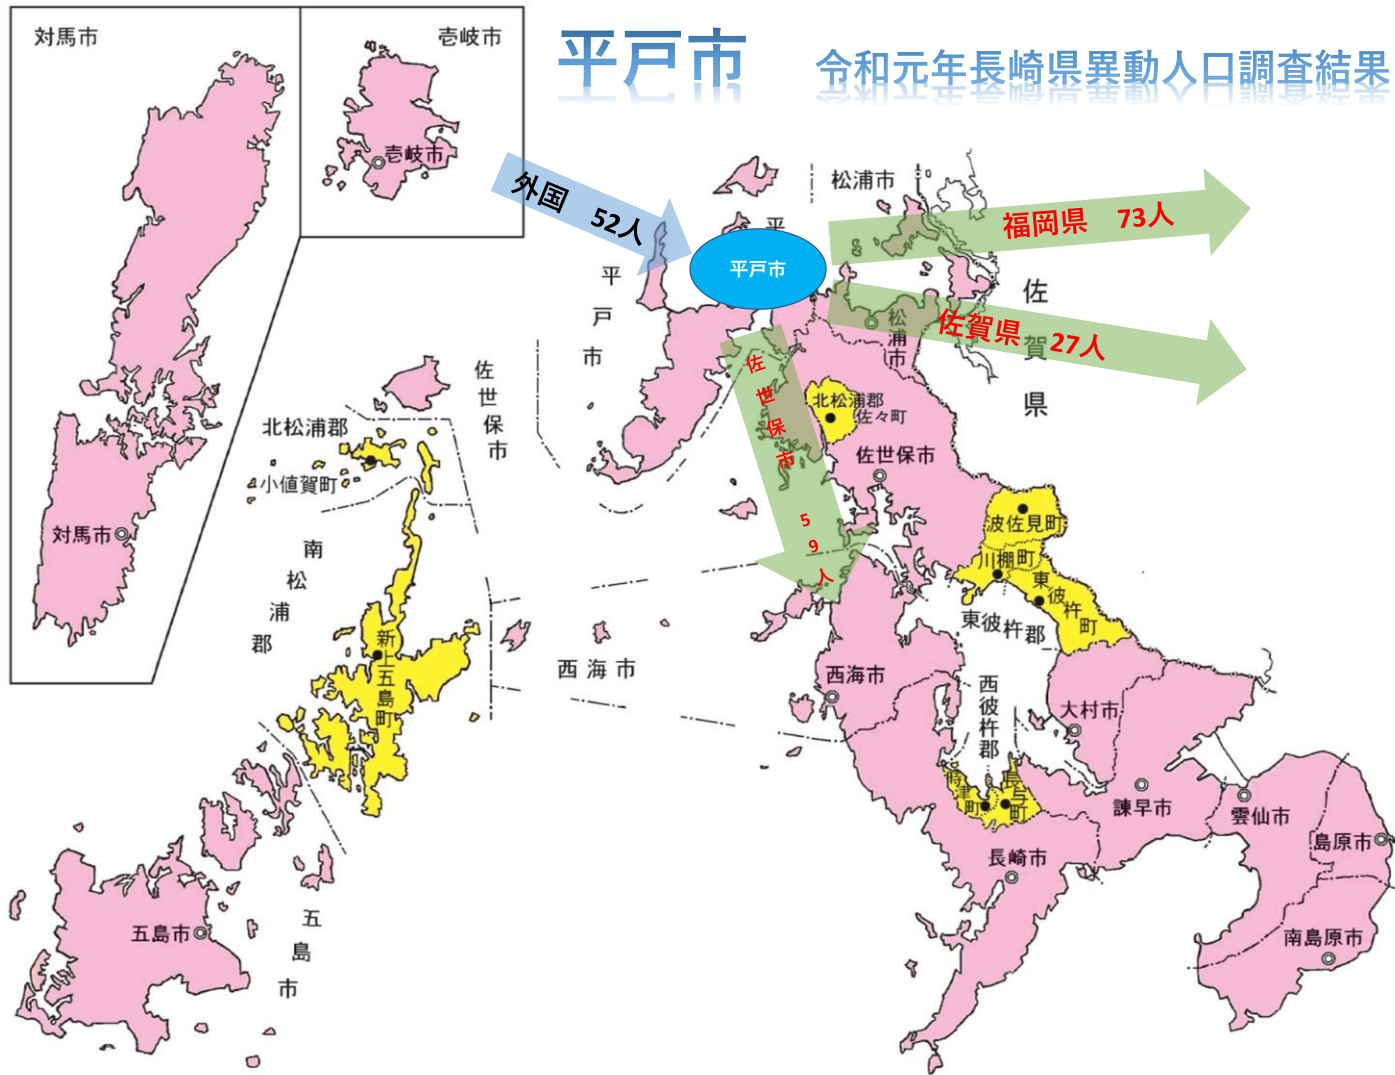 対馬市
壱岐市
平戸市
令和元年長崎県異動人口調査結果
壱岐市
対馬市
外国　52人
平戸市
松浦市
福岡県　73人
佐賀県　27人
佐賀県
平
平戸市
松浦市
佐世保市　59人
佐世保市
北松浦郡
小値賀町
北松浦郡
佐々町
佐世保市
波佐見町
川棚町
東彼杵町
東彼杵郡
南松浦郡
新上五島町
西海市
西海市
西彼杵郡
大村市
時津町
長与町
諫早市
雲仙市
島原市
長崎市
南島原市
五島市
五島市